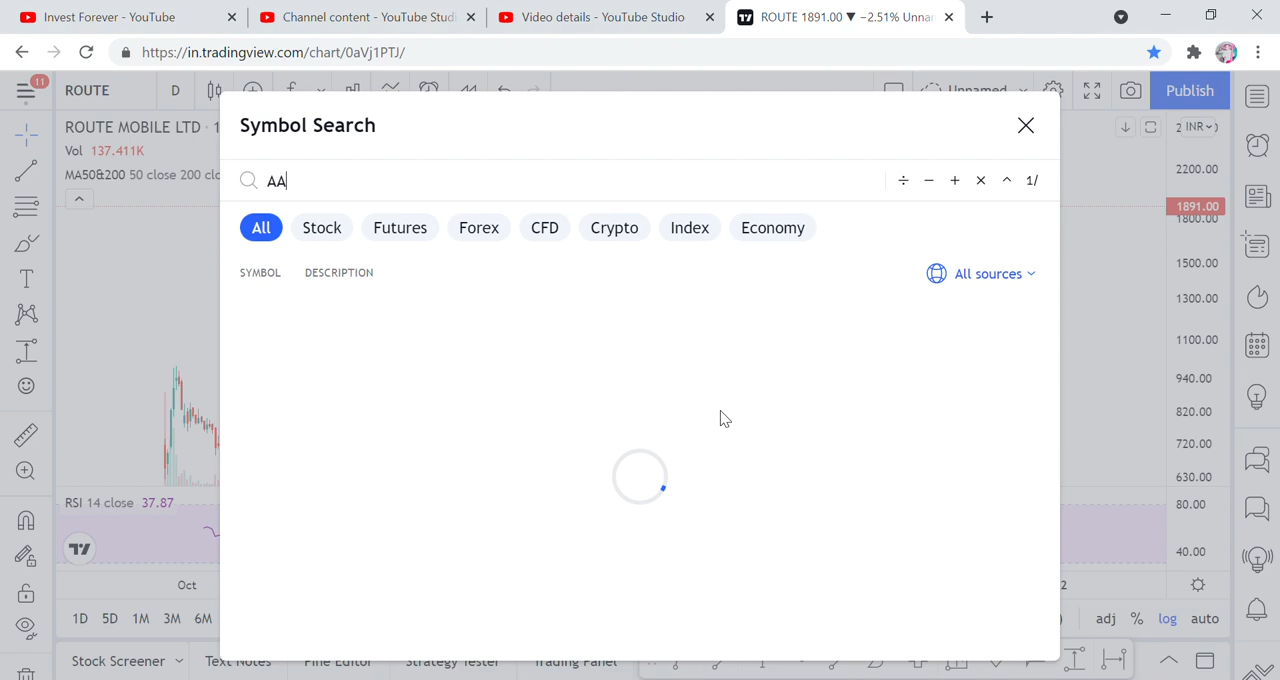 Invest Forever - YouTube
Channel content - YouTube Studi
Video details - YouTube Studio
ROUTE 1891.00 ▼ −2.51% Unnar
https://in.tradingview.com/chart/0aVj1PTJ/
11
ROUTE
D
Unnamed
Publish
Symbol Search
ROUTE MOBILE LTD · 1
INR
Vol 137.411K
MA50&200 50 close 200 clo
AA
÷ − + × ^ 1/
All Stock Futures Forex CFD Crypto Index Economy
SYMBOL DESCRIPTION
All sources
2200.00
1891.00
1800.00
1500.00
1300.00
1100.00
940.00
820.00
720.00
630.00
RSI 14 close 37.87
80.00
40.00
Oct
1D 5D 1M 3M 6M
adj % log auto
Stock Screener Text Notes Pine Editor Strategy Tester Trading Panel